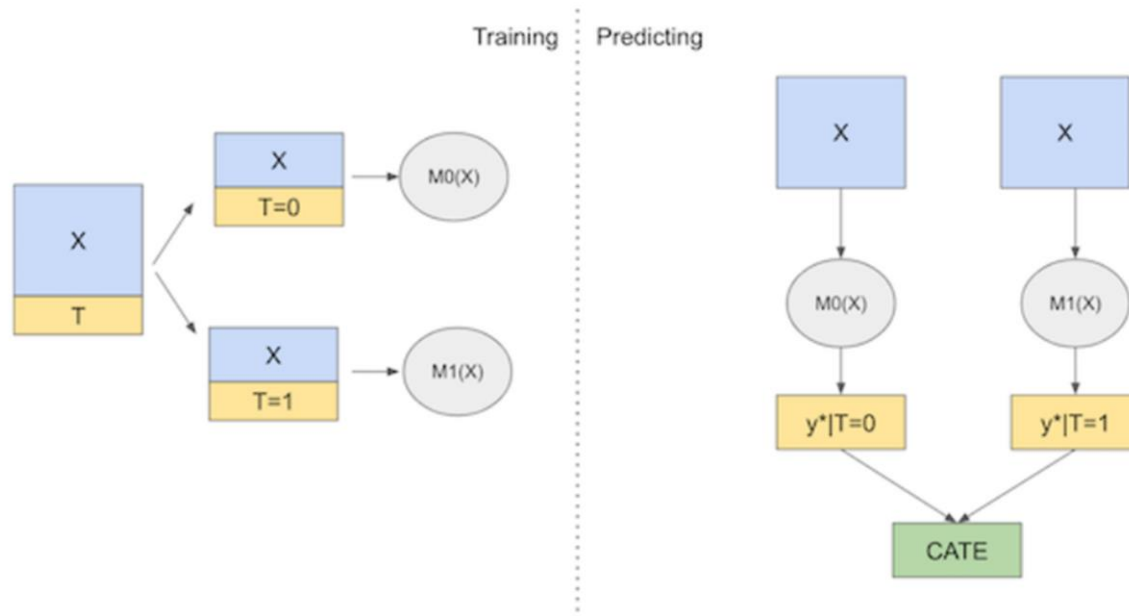 Training
Predicting
X
T
X
T=0
M0(X)
X
T=1
M1(X)
X
X
M0(X)
M1(X)
y*|T=0
y*|T=1
CATE